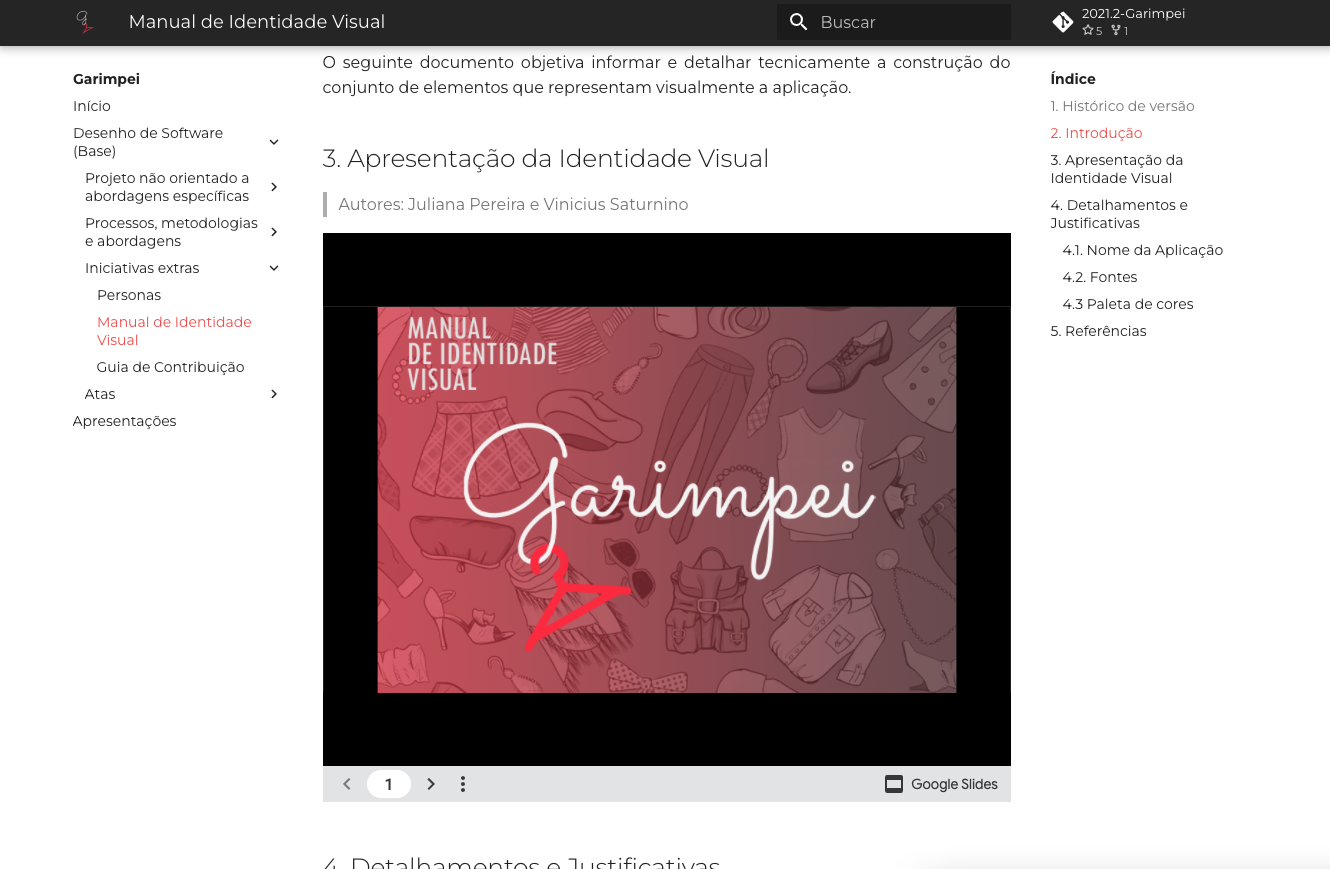 Manual de Identidade Visual
Buscar
2021.2-Garimpei
5 1
Garimpei
Início
Desenho de Software
(Base)
Projeto não orientado a
abordagens específicas
Processos, metodologias
e abordagens
Iniciativas extras
Personas
Manual de Identidade
Visual
Guia de Contribuição
Atas
Apresentações
O seguinte documento objetiva informar e detalhar tecnicamente a construção do
conjunto de elementos que representam visualmente a aplicação.
3. Apresentação da Identidade Visual
Autores: Juliana Pereira e Vinicius Saturnino
MANUAL
DE IDENTIDADE
VISUAL
Garimpei
1
Google Slides
4. Detalhamentos e Justificativas
Índice
1. Histórico de versão
2. Introdução
3. Apresentação da
Identidade Visual
4. Detalhamentos e
Justificativas
4.1. Nome da Aplicação
4.2. Fontes
4.3 Paleta de cores
5. Referências